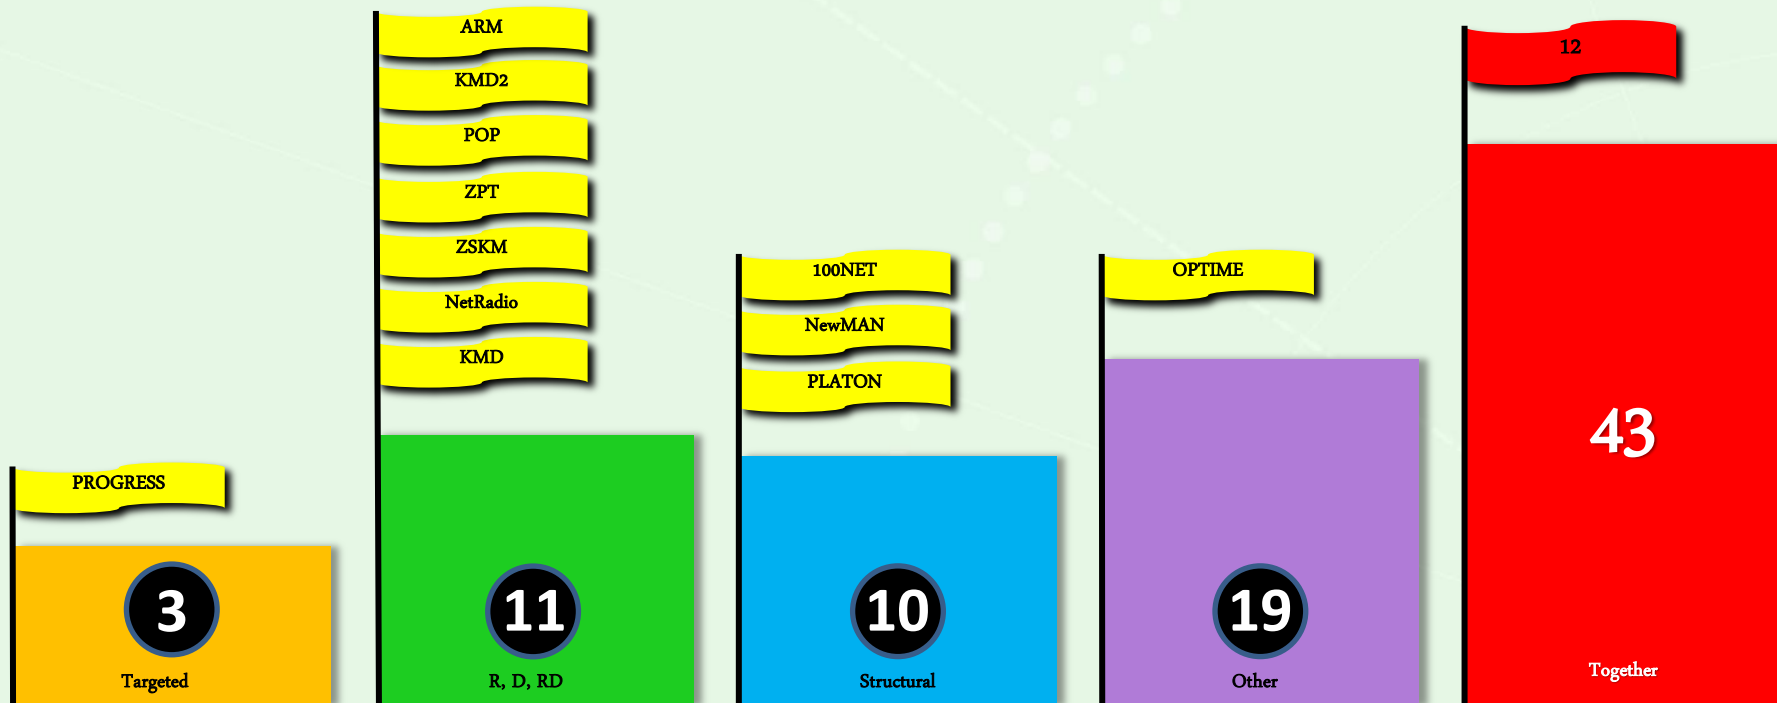 PROGRESS
3
Targeted
ARM
KMD2
POP
ZPT
ZSKM
NetRadio
KMD
11
R, D, RD
100NET
NewMAN
PLATON
10
Structural
OPTIME
19
Other
12
43
Together